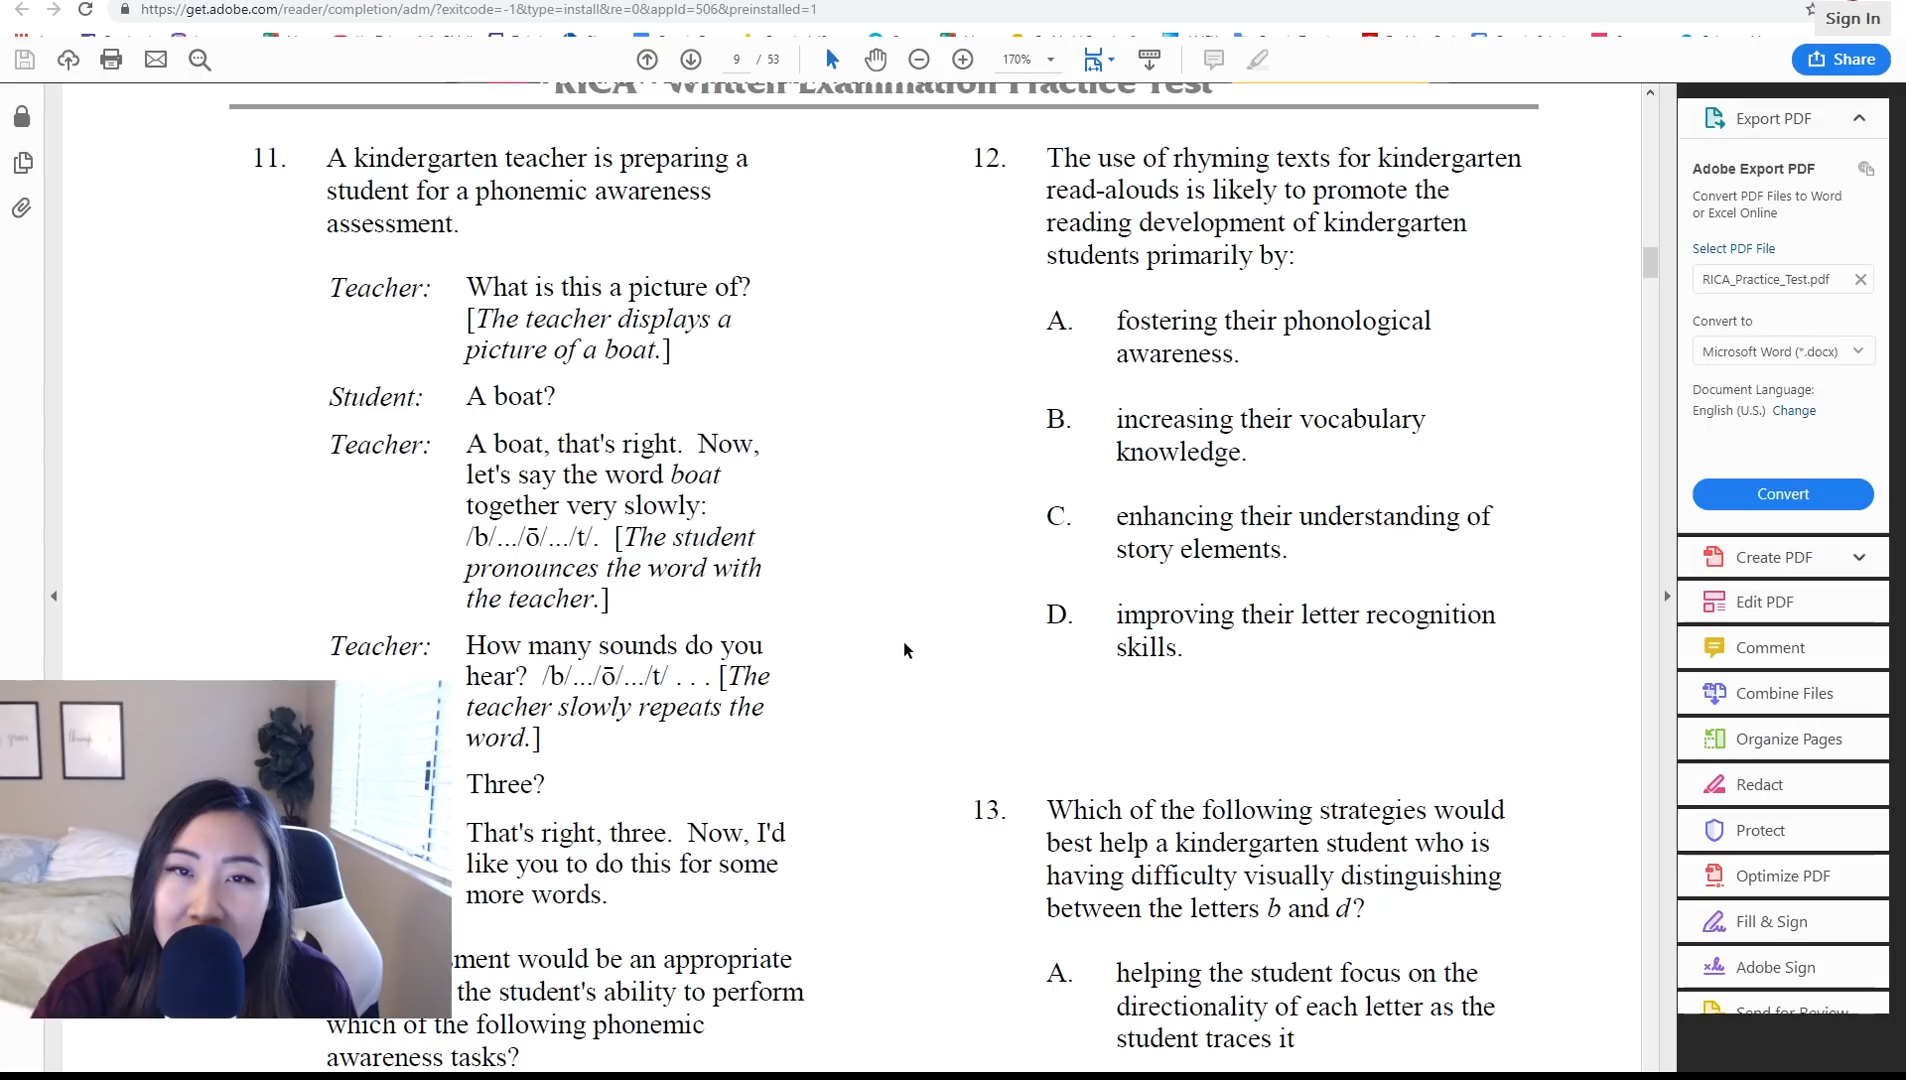 https://get.adobe.com/reader/completion/adm/?exitcode=-1&type=install&re=0&appId=506&preinstalled=1
Sign In
9 / 53
170%
Share
RICA Written Examination Practice Test
11. A kindergarten teacher is preparing a
student for a phonemic awareness
assessment.
Teacher: What is this a picture of?
[The teacher displays a
picture of a boat.]
Student: A boat?
Teacher: A boat, that's right. Now,
let's say the word boat
together very slowly:
/b/.../ō/.../t/. [The student
pronounces the word with
the teacher.]
Teacher: How many sounds do you
hear? /b/.../ō/.../t/ . . . [The
teacher slowly repeats the
word.]
Three?
That's right, three. Now, I'd
like you to do this for some
more words.
sment would be an appropriate
the student's ability to perform
which of the following phonemic
awareness tasks?
12. The use of rhyming texts for kindergarten
read-alouds is likely to promote the
reading development of kindergarten
students primarily by:
A. fostering their phonological
awareness.
B. increasing their vocabulary
knowledge.
C. enhancing their understanding of
story elements.
D. improving their letter recognition
skills.
13. Which of the following strategies would
best help a kindergarten student who is
having difficulty visually distinguishing
between the letters b and d?
A. helping the student focus on the
directionality of each letter as the
student traces it
Export PDF
Adobe Export PDF
Convert PDF Files to Word
or Excel Online
Select PDF File
RICA_Practice_Test.pdf
Convert to
Microsoft Word (*.docx)
Document Language:
English (U.S.) Change
Convert
Create PDF
Edit PDF
Comment
Combine Files
Organize Pages
Redact
Protect
Optimize PDF
Fill & Sign
Adobe Sign
Send for Review